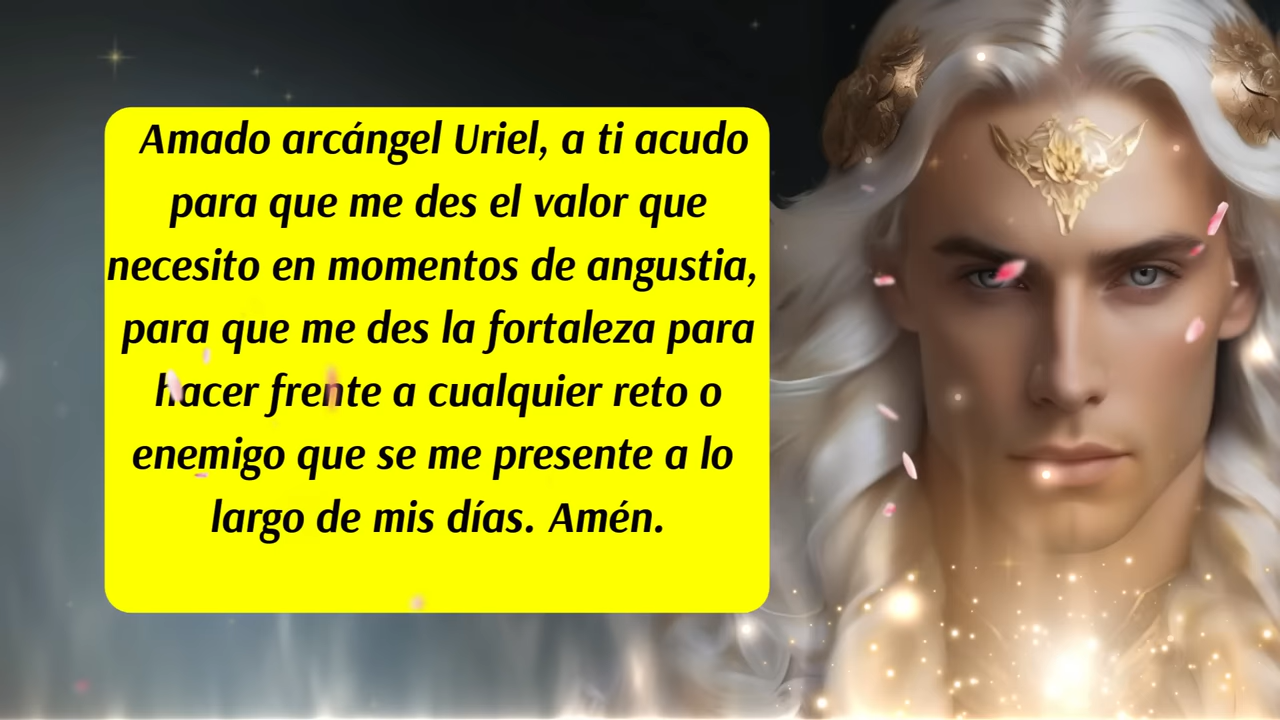 Amado arcángel Uriel, a ti acudo
para que me des el valor que
necesito en momentos de angustia,
para que me des la fortaleza para
hacer frente a cualquier reto o
enemigo que se me presente a lo
largo de mis días. Amén.